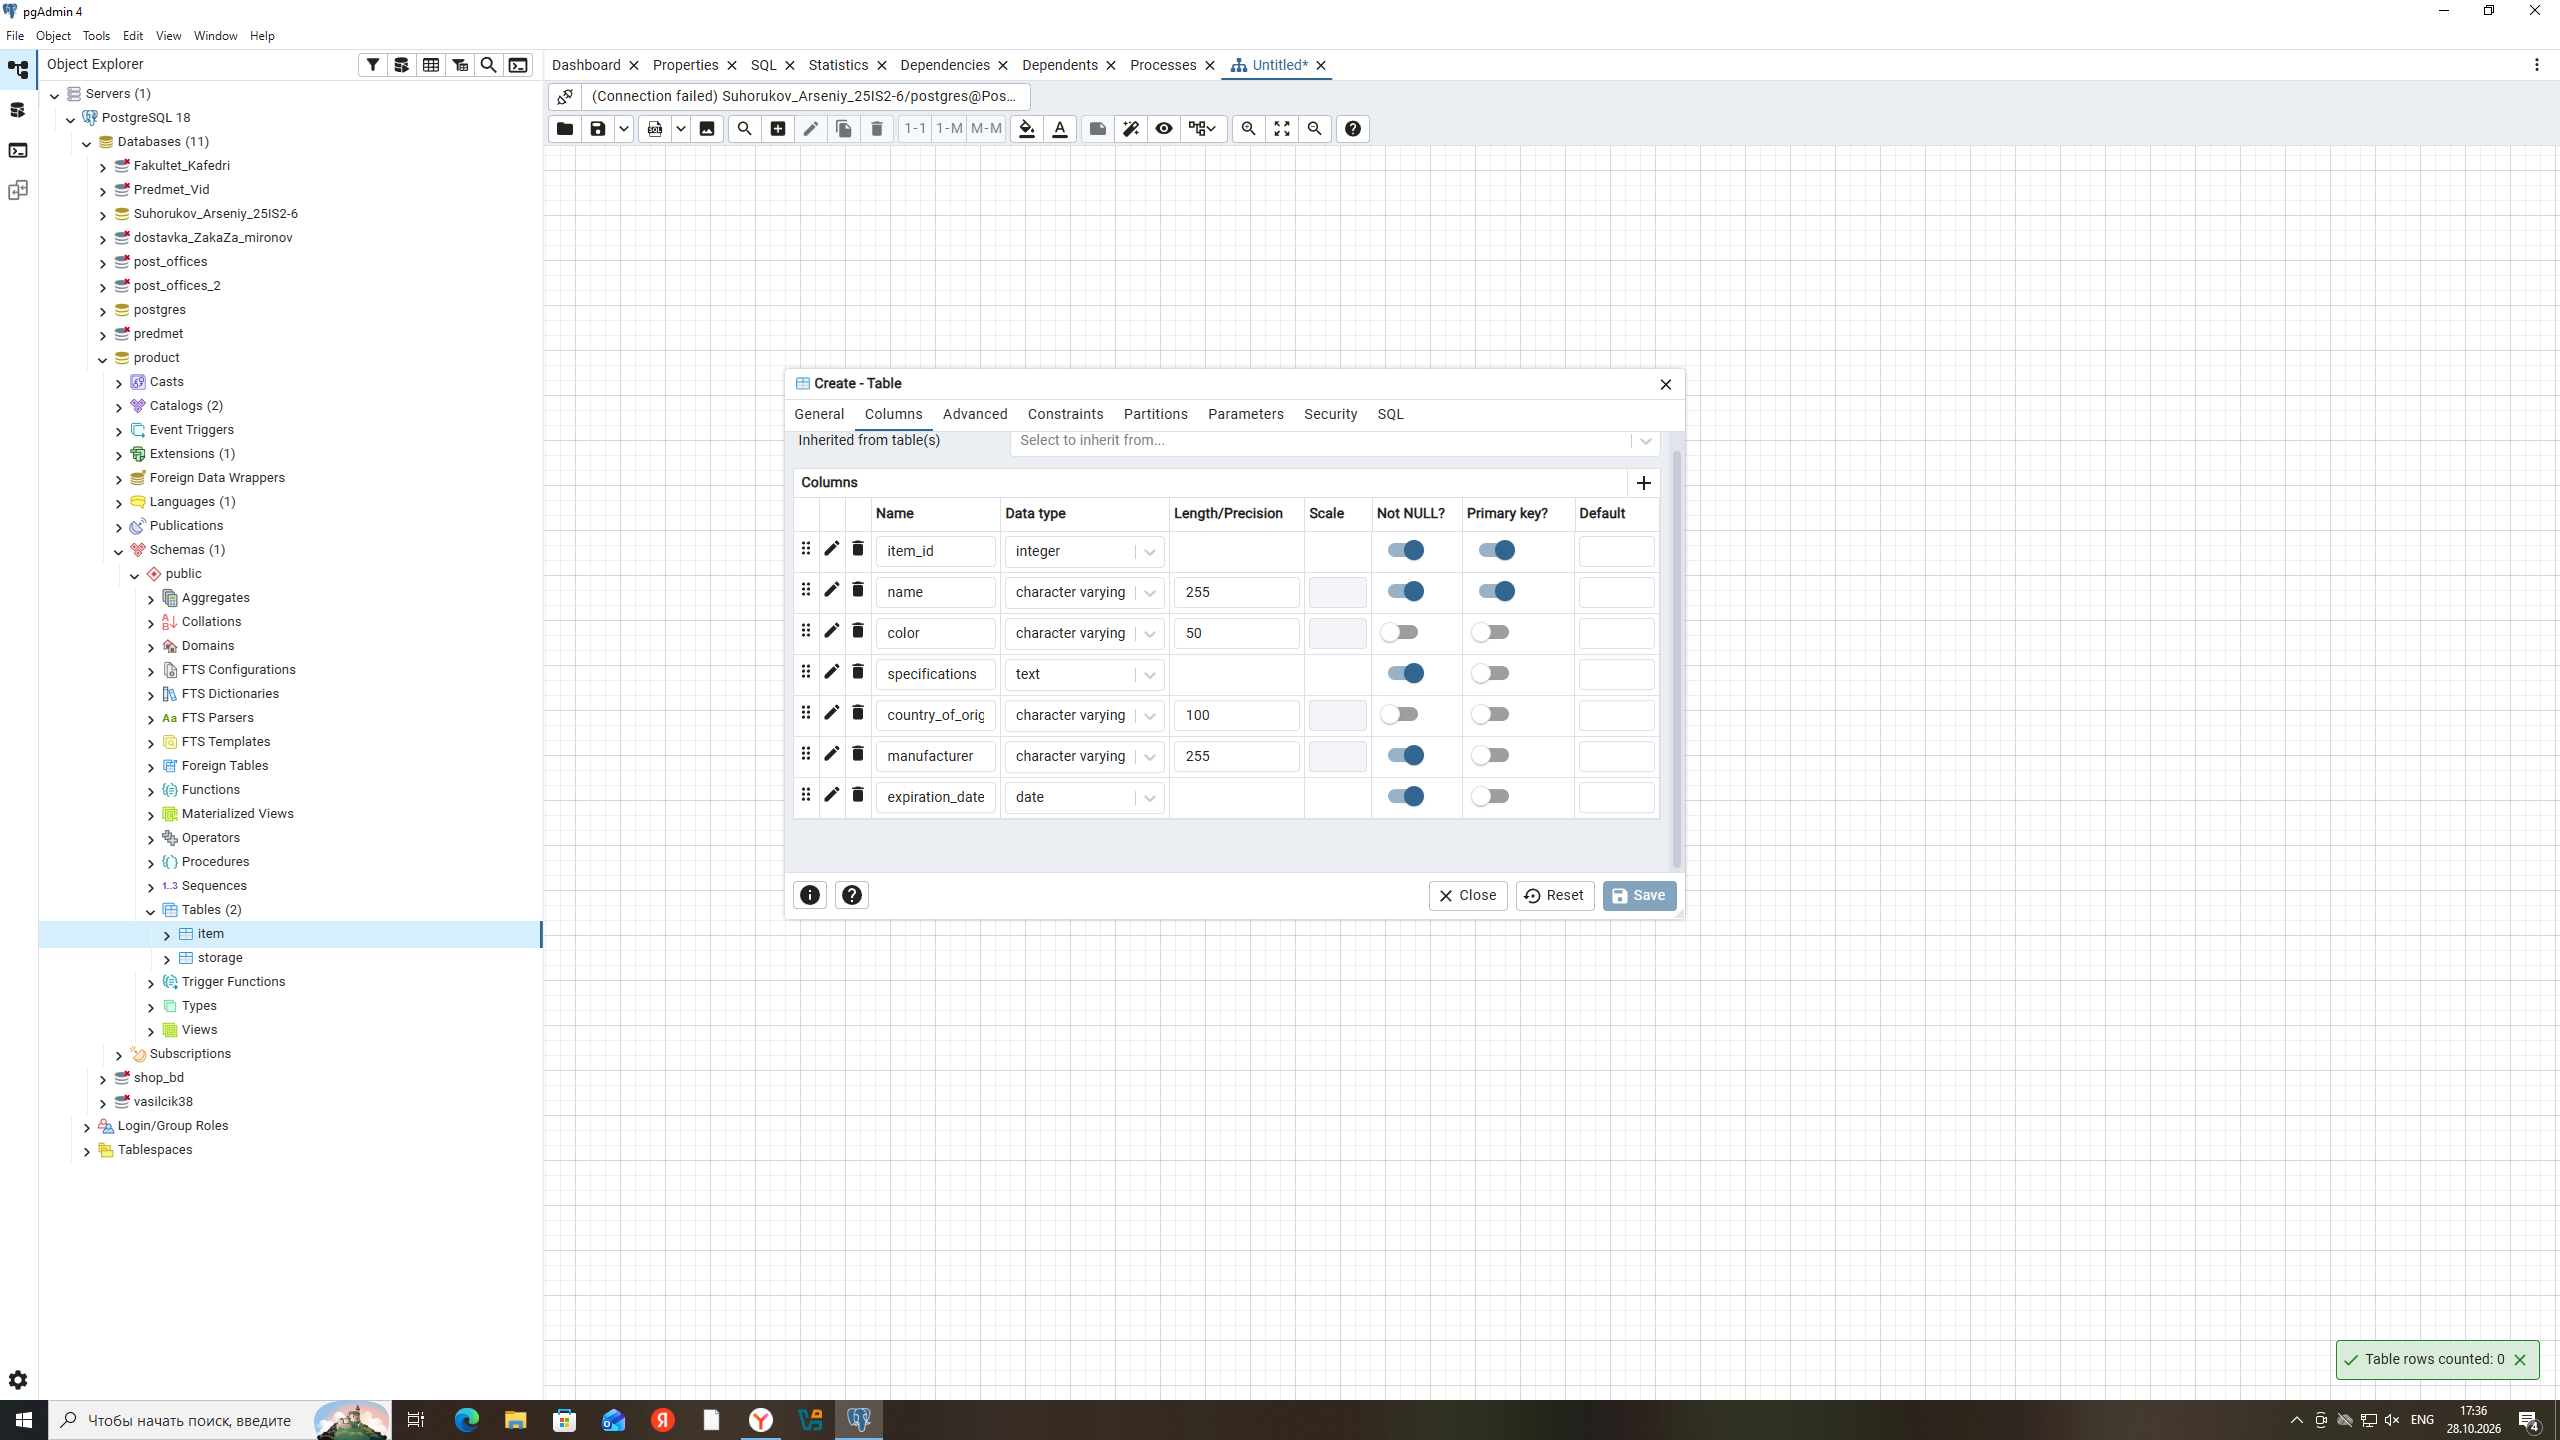 pgAdmin 4
File Object Tools Edit View Window Help
Object Explorer
Dashboard Properties SQL Statistics Dependencies Dependents Processes Untitled*
(Connection failed) Suhorukov_Arseniy_25IS2-6/postgres@Pos...
1-1 1-M M-M
Servers (1)
PostgreSQL 18
Databases (11)
Fakultet_Kafedri
Predmet_Vid
Suhorukov_Arseniy_25IS2-6
dostavka_ZakaZa_mironov
post_offices
post_offices_2
postgres
predmet
product
Casts
Catalogs (2)
Event Triggers
Extensions (1)
Foreign Data Wrappers
Languages (1)
Publications
Schemas (1)
public
Aggregates
Collations
Domains
FTS Configurations
FTS Dictionaries
FTS Parsers
FTS Templates
Foreign Tables
Functions
Materialized Views
Operators
Procedures
Sequences
Tables (2)
item
storage
Trigger Functions
Types
Views
Subscriptions
shop_bd
vasilcik38
Login/Group Roles
Tablespaces
Create - Table
General Columns Advanced Constraints Partitions Parameters Security SQL
Inherited from table(s) Select to inherit from...
Columns
Name Data type Length/Precision Scale Not NULL? Primary key? Default
item_id integer
name character varying 255
color character varying 50
specifications text
country_of_orig character varying 100
manufacturer character varying 255
expiration_date date
Close Reset Save
Table rows counted: 0
Чтобы начать поиск, введите
ENG
17:36
28.10.2026
4